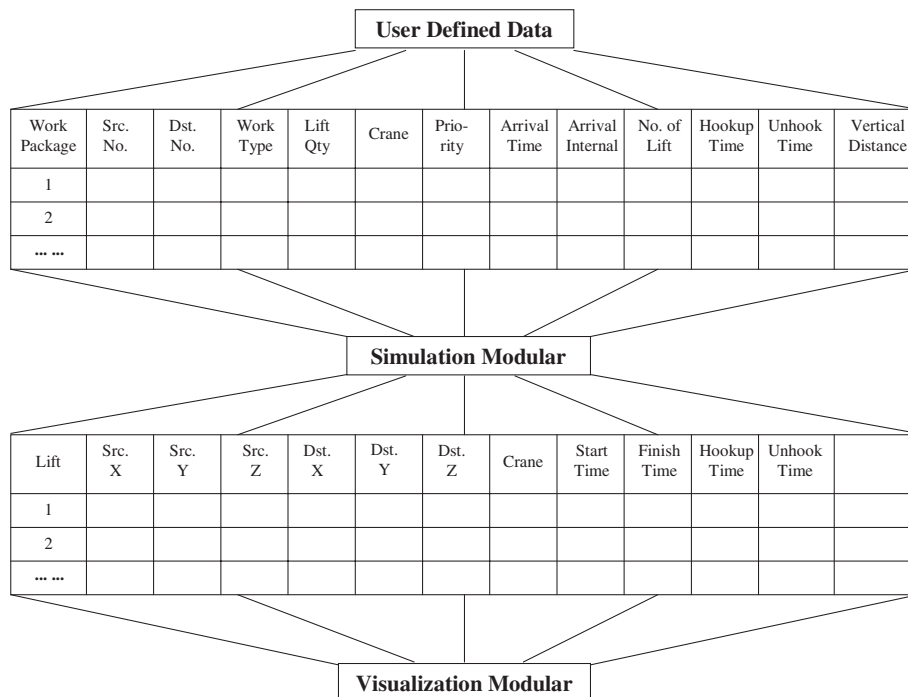 User Defined Data
Work Package Src. No. Dst. No. Work Type Lift Qty Crane Prio-rity Arrival Time Arrival Internal No. of Lift Hookup Time Unhook Time Vertical Distance
1
2
... ...
Simulation Modular
Lift Src. X Src. Y Src. Z Dst. X Dst. Y Dst. Z Crane Start Time Finish Time Hookup Time Unhook Time
1
2
... ...
Visualization Modular